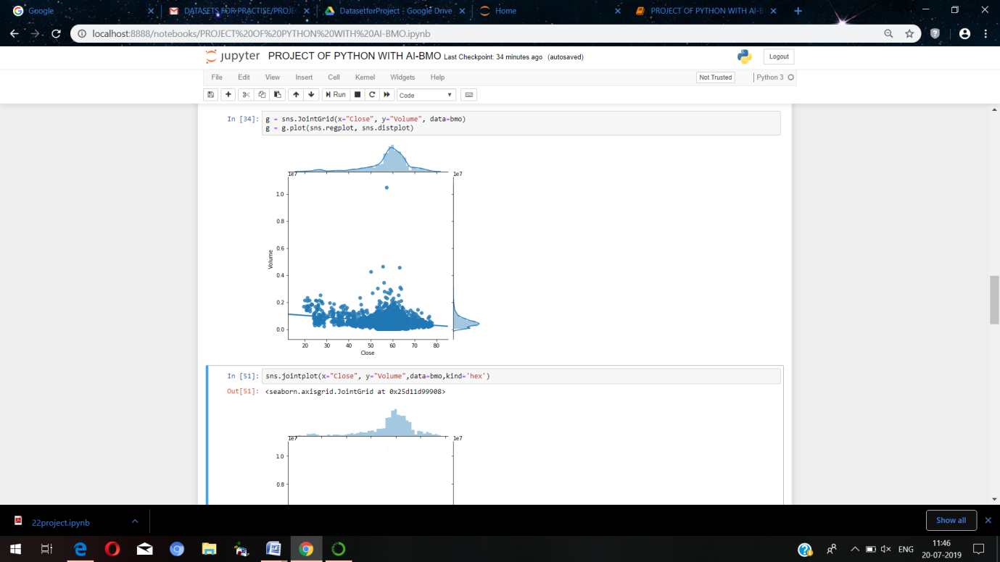 Google
DATASETS FOR PRACTISE/PROJE
DatasetforProject - Google Drive
Home
PROJECT OF PYTHON WITH AI-B
localhost:8888/notebooks/PROJECT%20OF%20PYTHON%20WITH%20AI-BMO.ipynb
jupyter PROJECT OF PYTHON WITH AI-BMO Last Checkpoint: 34 minutes ago (autosaved)
Logout
File Edit View Insert Cell Kernel Widgets Help
Not Trusted
Python 3
Run
Code
In [34]: g = sns.JointGrid(x="Close", y="Volume", data=bmo)
g = g.plot(sns.regplot, sns.distplot)
1e7
1e7
1.0
0.8
0.6
0.4
0.2
0.0
Volume
20 30 40 50 60 70 80
Close
In [51]: sns.jointplot(x="Close", y="Volume",data=bmo,kind='hex')
Out[51]: <seaborn.axisgrid.JointGrid at 0x25d11d99908>
1e7
1e7
1.0
0.8
22project.ipynb
Show all
ENG
11:46
20-07-2019